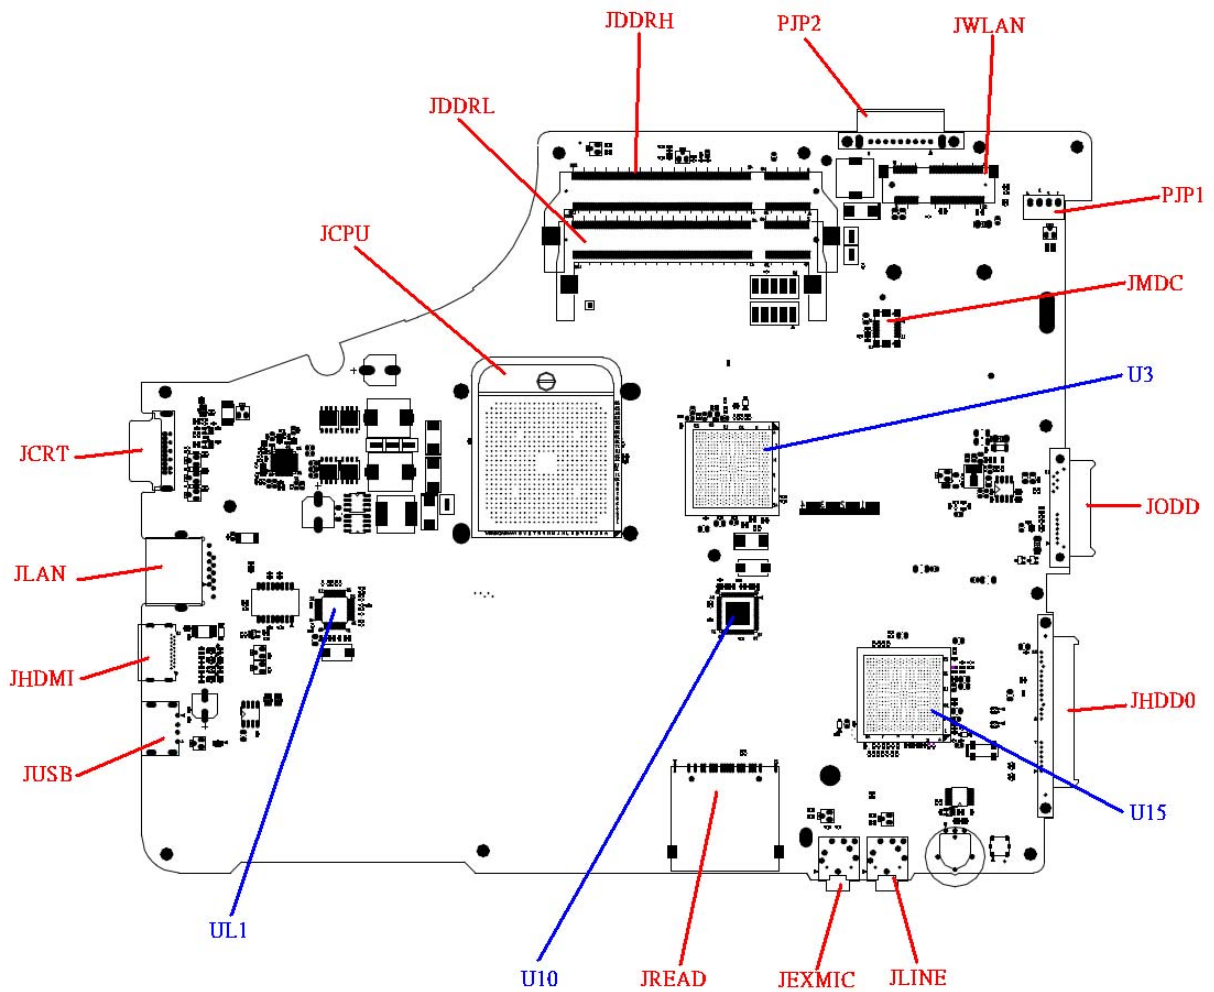 JDDRH
PJP2
JWLAN
JDDRL
PJP1
JCPU
JMDC
U3
JCRT
JODD
JLAN
JHDMI
JHDD0
JUSB
U15
UL1
U10
JREAD
JEXMIC
JLINE